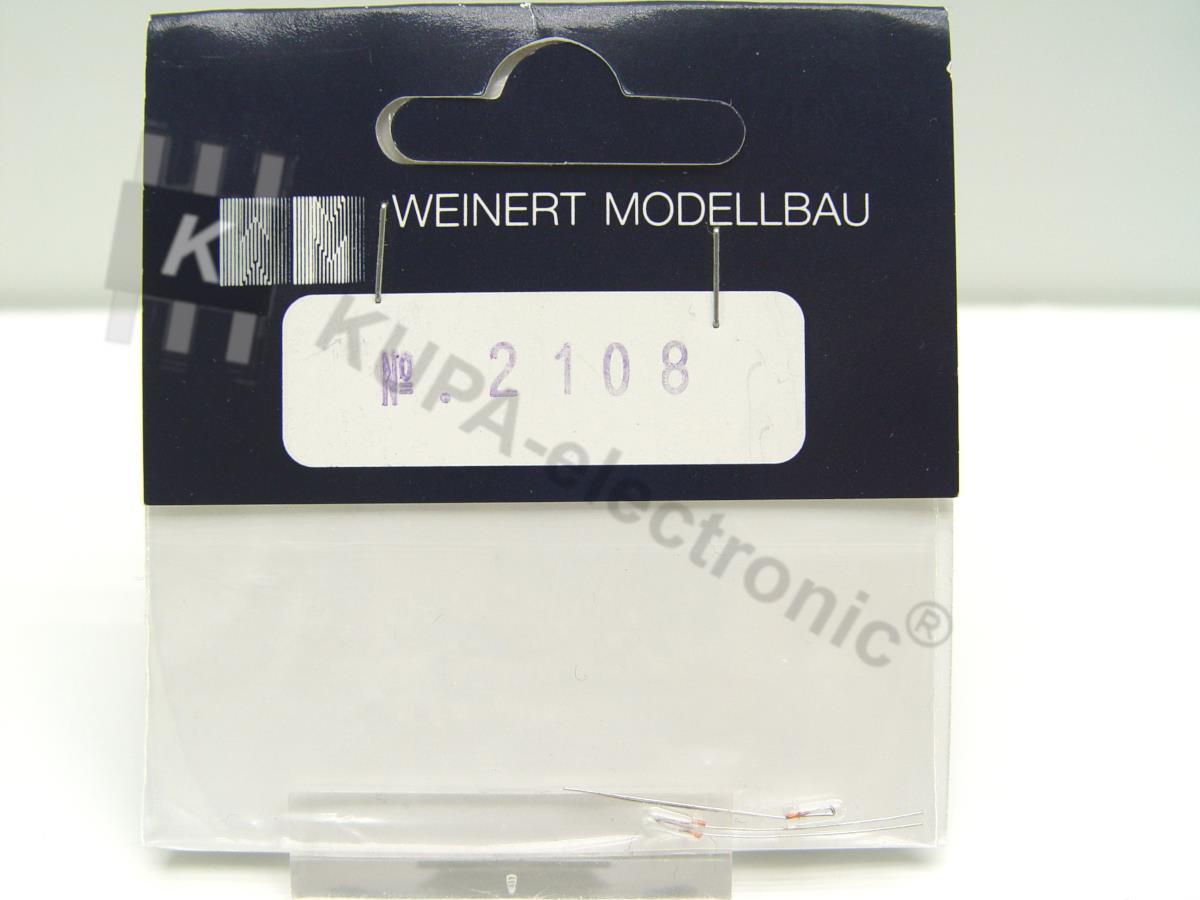 WEINERT MODELLBAU
K
№. 2108
KUPA-electronic®